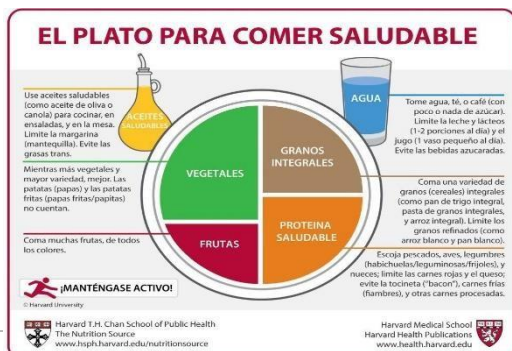 EL PLATO PARA COMER SALUDABLE
Use aceites saludables
(como aceite de oliva o
canola) para cocinar, en
ensaladas, y en la mesa.
Limite la margarina
(mantequilla). Evite las
grasas trans.
ACEITES
SALUDABLES
AGUA
Tome agua, té, o café (con
poco o nada de azúcar).
Limite la leche y lácteos
(1-2 porciones al día) y el
jugo (1 vaso pequeño al día).
Evite las bebidas azucaradas.
Mientras más vegetales y
mayor variedad, mejor. Las
patatas (papas) y las patatas
fritas (papas fritas/papitas)
no cuentan.
VEGETALES
GRANOS
INTEGRALES
Coma una variedad de
granos (cereales) integrales
(como pan de trigo integral,
pasta de granos integrales,
y arroz integral). Limite los
granos refinados (como
arroz blanco y pan blanco).
Coma muchas frutas, de todos
los colores.
FRUTAS
PROTEINA
SALUDABLE
Escoja pescados, aves, legumbres
(habichuelas/leguminosas/frijoles), y
nueces; limite las carnes rojas y el queso;
evite la tocineta ("bacon"), carnes frías
(fiambres), y otras carnes procesadas.
¡MANTÉNGASE ACTIVO!
© Harvard University
Harvard T.H. Chan School of Public Health
The Nutrition Source
www.hsph.harvard.edu/nutritionsource
Harvard Medical School
Harvard Health Publications
www.health.harvard.edu